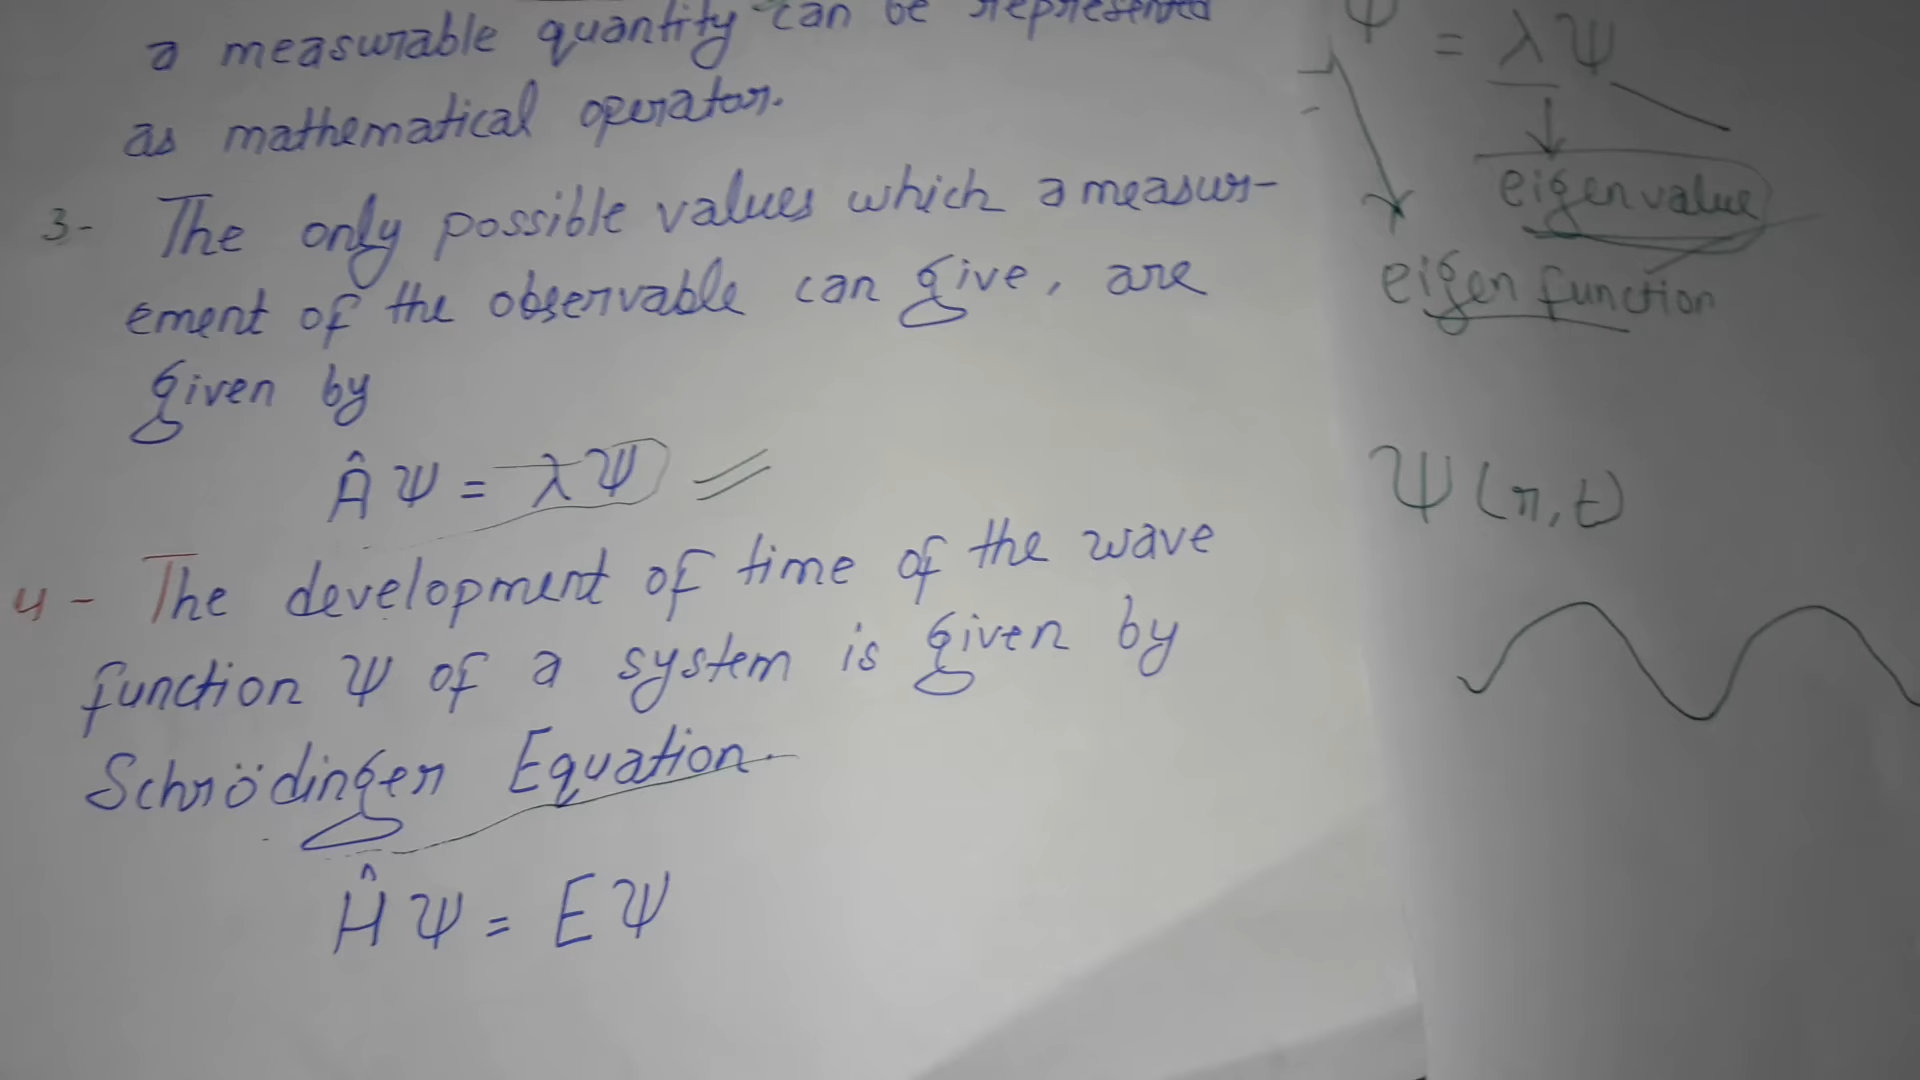 a measurable quantity can be represented
as mathematical operator.
3- The only possible values which a measur-
ement of the observable can give, are
given by
Â Ψ = λ Ψ
4- The development of time of the wave
function Ψ of a system is given by
Schrödinger Equation.
Ĥ Ψ = E Ψ
Ψ = λ Ψ
eigen value
eigen function
Ψ (r, t)